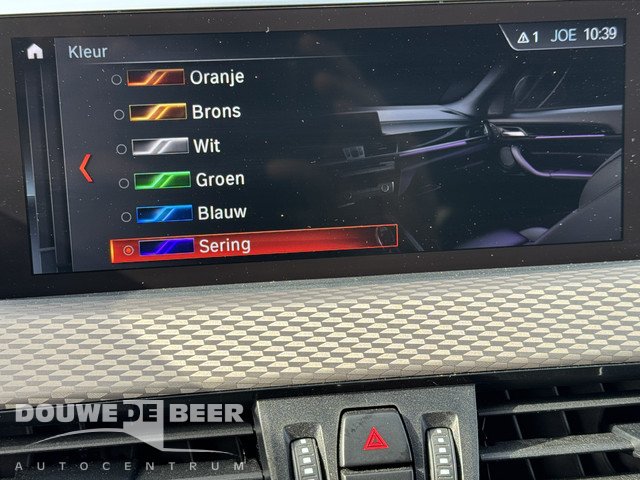 Kleur
1 JOE 10:39
Oranje
Brons
Wit
Groen
Blauw
Sering
DOUWE DE BEER
AUTOCENTRUM